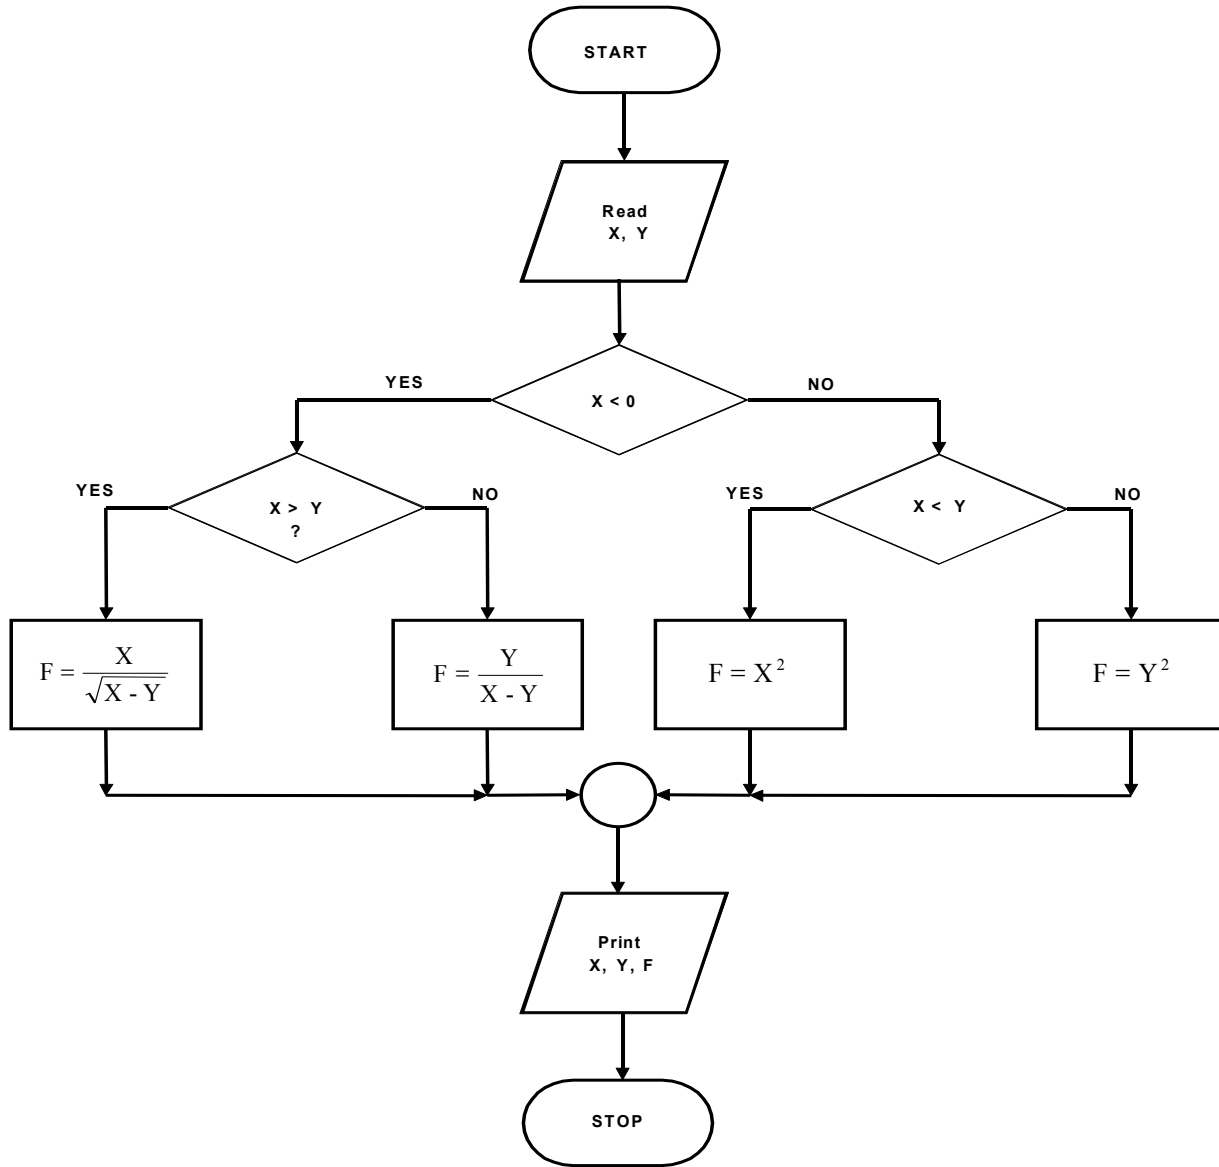 START
Read
X, Y
X < 0
YES
NO
X > Y
?
YES
NO
X < Y
YES
NO
F = X / √(X - Y)
F = Y / (X - Y)
F = X²
F = Y²
Print
X, Y, F
STOP